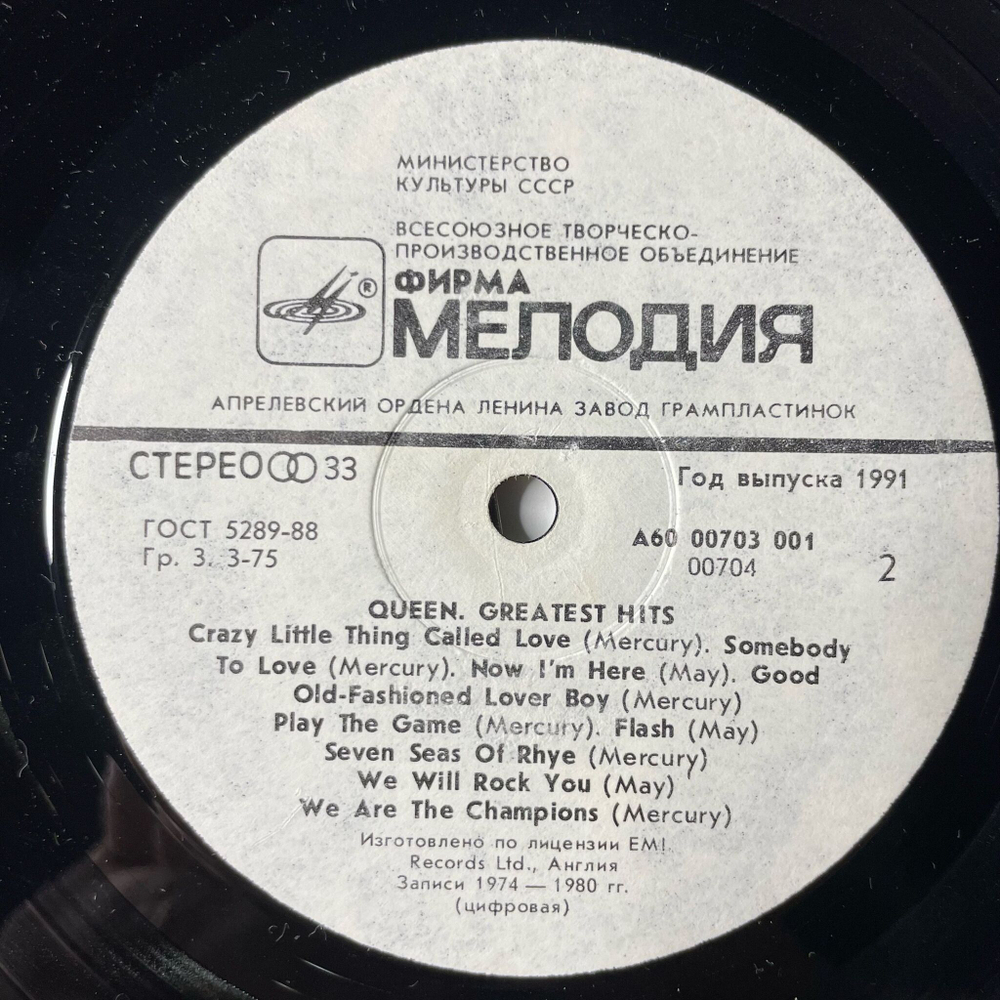 МИНИСТЕРСТВО
КУЛЬТУРЫ СССР
ВСЕСОЮЗНОЕ ТВОРЧЕСКО-
ПРОИЗВОДСТВЕННОЕ ОБЪЕДИНЕНИЕ
®
ФИРМА
МЕЛОДИЯ
АПРЕЛЕВСКИЙ ОРДЕНА ЛЕНИНА ЗАВОД ГРАМПЛАСТИНОК
СТЕРЕО 33
Год выпуска 1991
ГОСТ 5289-88
Гр. 3. 3-75
А60 00703 001
00704
2
QUEEN. GREATEST HITS
Crazy Little Thing Called Love (Mercury). Somebody
To Love (Mercury). Now I'm Here (May). Good
Old-Fashioned Lover Boy (Mercury)
Play The Game (Mercury). Flash (May)
Seven Seas Of Rhye (Mercury)
We Will Rock You (May)
We Are The Champions (Mercury)
Изготовлено по лицензии EMI
Records Ltd., Англия
Записи 1974 — 1980 гг.
(цифровая)